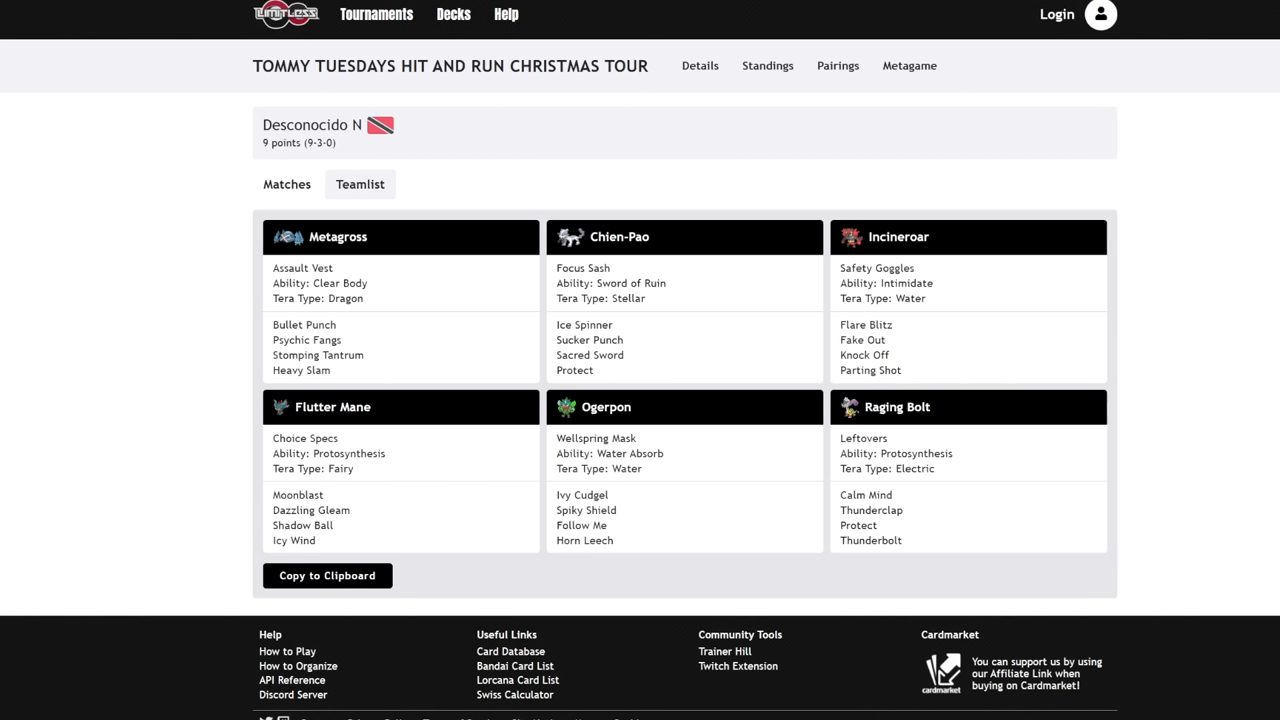 LIMITLESS
Tournaments
Decks
Help
Login
TOMMY TUESDAYS HIT AND RUN CHRISTMAS TOUR
Details
Standings
Pairings
Metagame
Desconocido N
9 points (9-3-0)
Matches
Teamlist
Metagross
Assault Vest
Ability: Clear Body
Tera Type: Dragon
Bullet Punch
Psychic Fangs
Stomping Tantrum
Heavy Slam
Chien-Pao
Focus Sash
Ability: Sword of Ruin
Tera Type: Stellar
Ice Spinner
Sucker Punch
Sacred Sword
Protect
Incineroar
Safety Goggles
Ability: Intimidate
Tera Type: Water
Flare Blitz
Fake Out
Knock Off
Parting Shot
Flutter Mane
Choice Specs
Ability: Protosynthesis
Tera Type: Fairy
Moonblast
Dazzling Gleam
Shadow Ball
Icy Wind
Ogerpon
Wellspring Mask
Ability: Water Absorb
Tera Type: Water
Ivy Cudgel
Spiky Shield
Follow Me
Horn Leech
Raging Bolt
Leftovers
Ability: Protosynthesis
Tera Type: Electric
Calm Mind
Thunderclap
Protect
Thunderbolt
Copy to Clipboard
Help
How to Play
How to Organize
API Reference
Discord Server
Useful Links
Card Database
Bandai Card List
Lorcana Card List
Swiss Calculator
Community Tools
Trainer Hill
Twitch Extension
Cardmarket
cardmarket
You can support us by using
our Affiliate Link when
buying on Cardmarket!